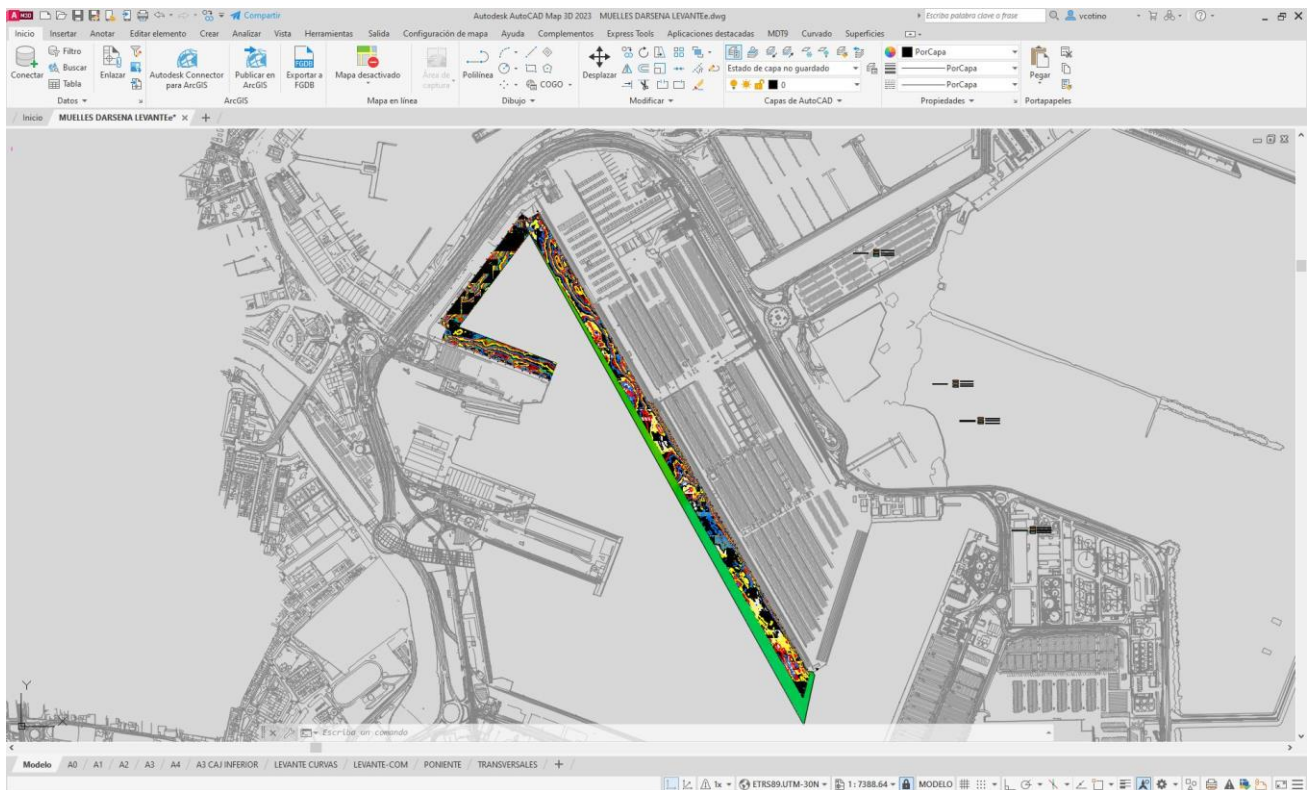 A M3D Compartir Autodesk AutoCAD Map 3D 2023 MUELLES DARSENA LEVANTEe.dwg Escriba palabra clave o frase vcotino
Inicio Insertar Anotar Editar elemento Crear Analizar Vista Herramientas Salida Configuración de mapa Ayuda Complementos Express Tools Aplicaciones destacadas MDT9 Curvado Superficies
Filtro
Buscar
Tabla
Conectar
Enlazar
Autodesk Connector para ArcGIS
Publicar en ArcGIS
FGDB
Exportar a FGDB
Mapa desactivado
Área de captura
Polilínea
COGO
Desplazar
Estado de capa no guardado
0
PorCapa
PorCapa
PorCapa
Pegar
Datos ArcGIS Mapa en línea Dibujo Modificar Capas de AutoCAD Propiedades Portapapeles
Inicio MUELLES DARSENA LEVANTEe* × +
Y
X
Escriba un comando
Modelo A0 / A1 / A2 / A3 / A4 / A3 CAJ INFERIOR / LEVANTE CURVAS / LEVANTE-COM / PONIENTE / TRANSVERSALES / +
1x ETRS89.UTM-30N 1:7388.64 MODELO